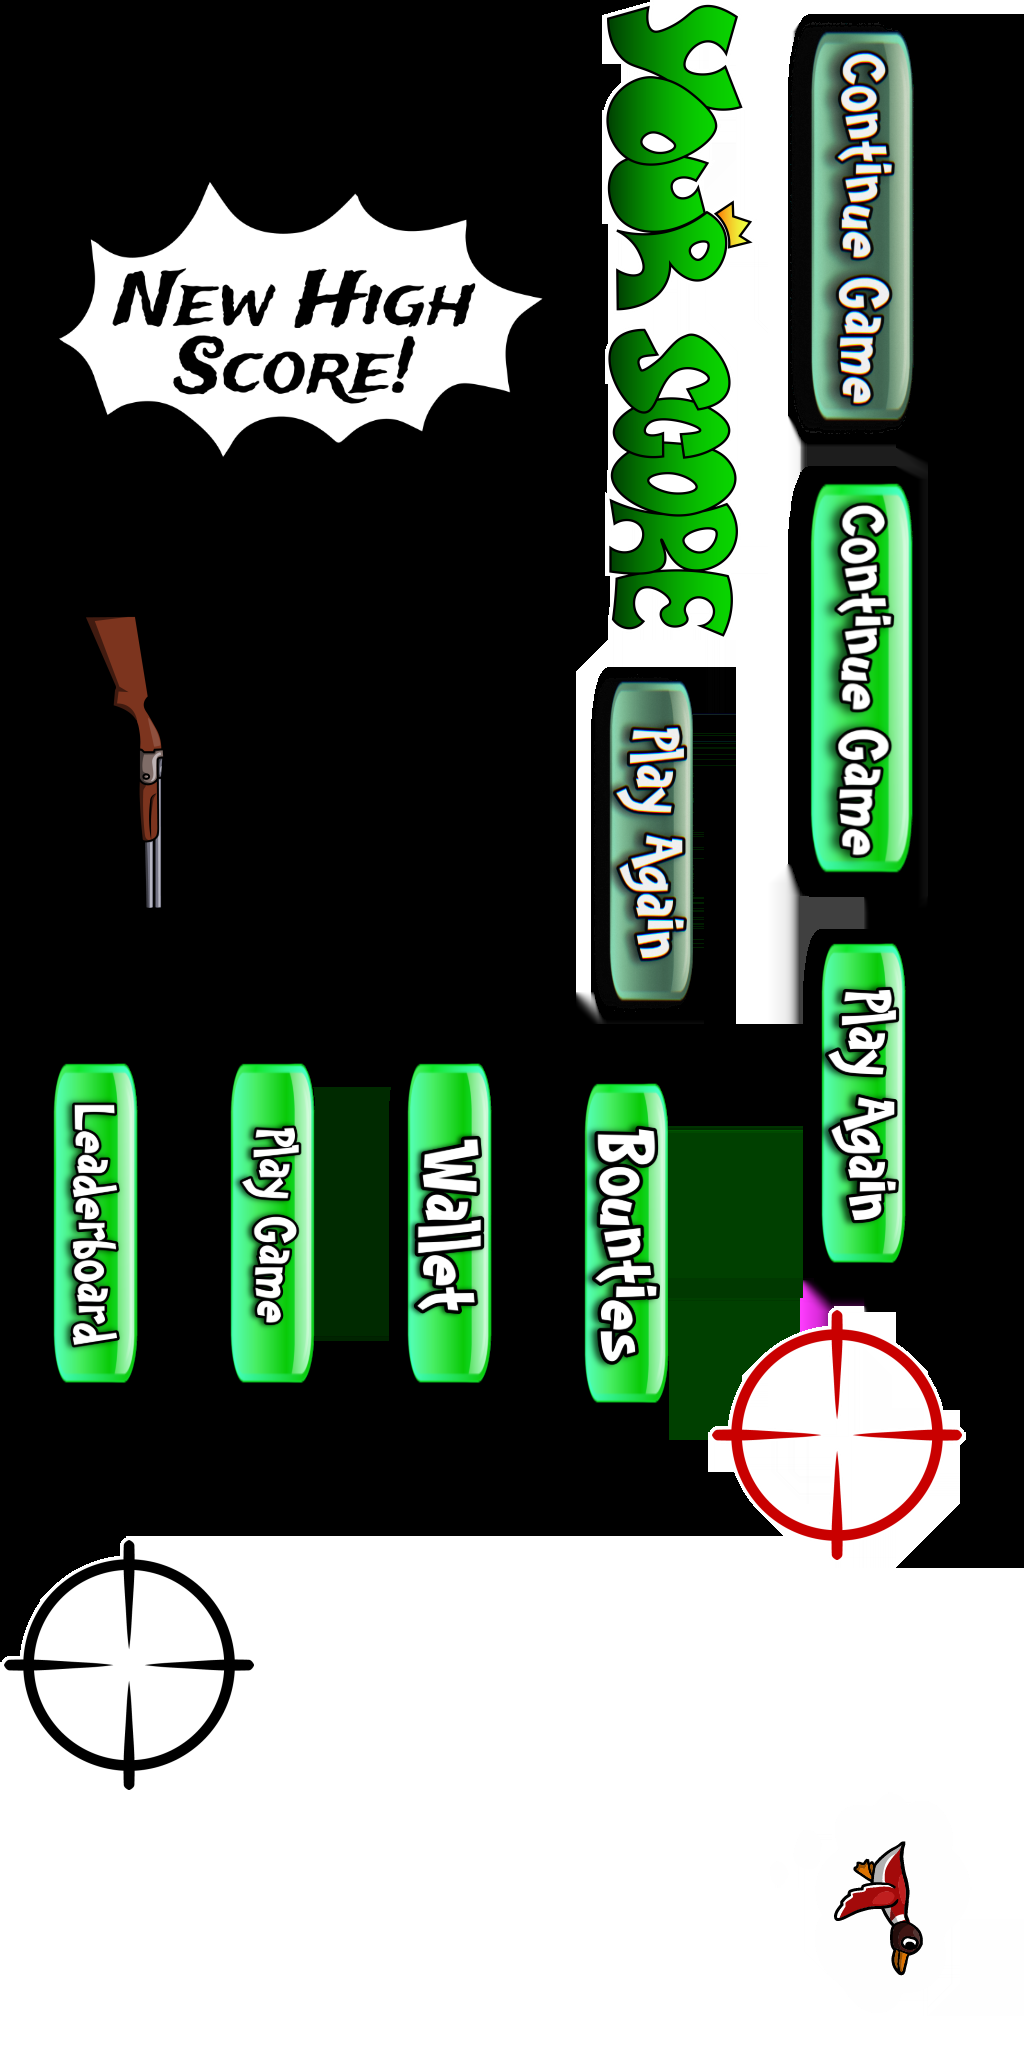 NEW HIGH
SCORE!
YOUR SCORE
Continue Game
Continue Game
Play Again
Play Again
Leaderboard
Play Game
Wallet
Bounties